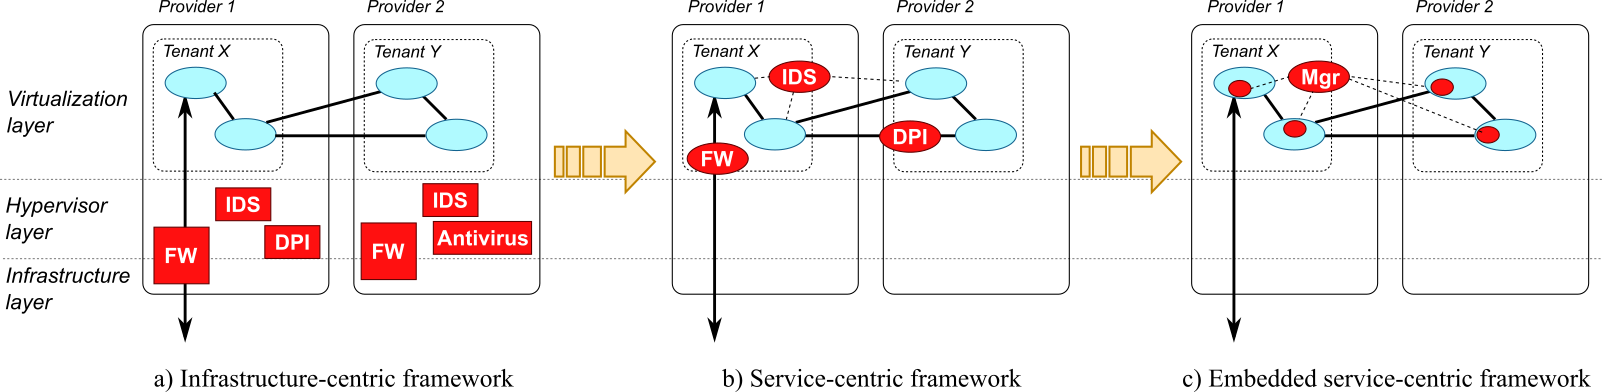 Provider 1
Provider 2
Provider 1
Provider 2
Provider 1
Provider 2
Tenant X
Tenant Y
Tenant X
Tenant Y
Tenant X
Tenant Y
IDS
Mgr
Virtualization
layer
DPI
FW
Hypervisor
layer
IDS
DPI
FW
IDS
Antivirus
FW
Infrastructure
layer
a) Infrastructure-centric framework
b) Service-centric framework
c) Embedded service-centric framework